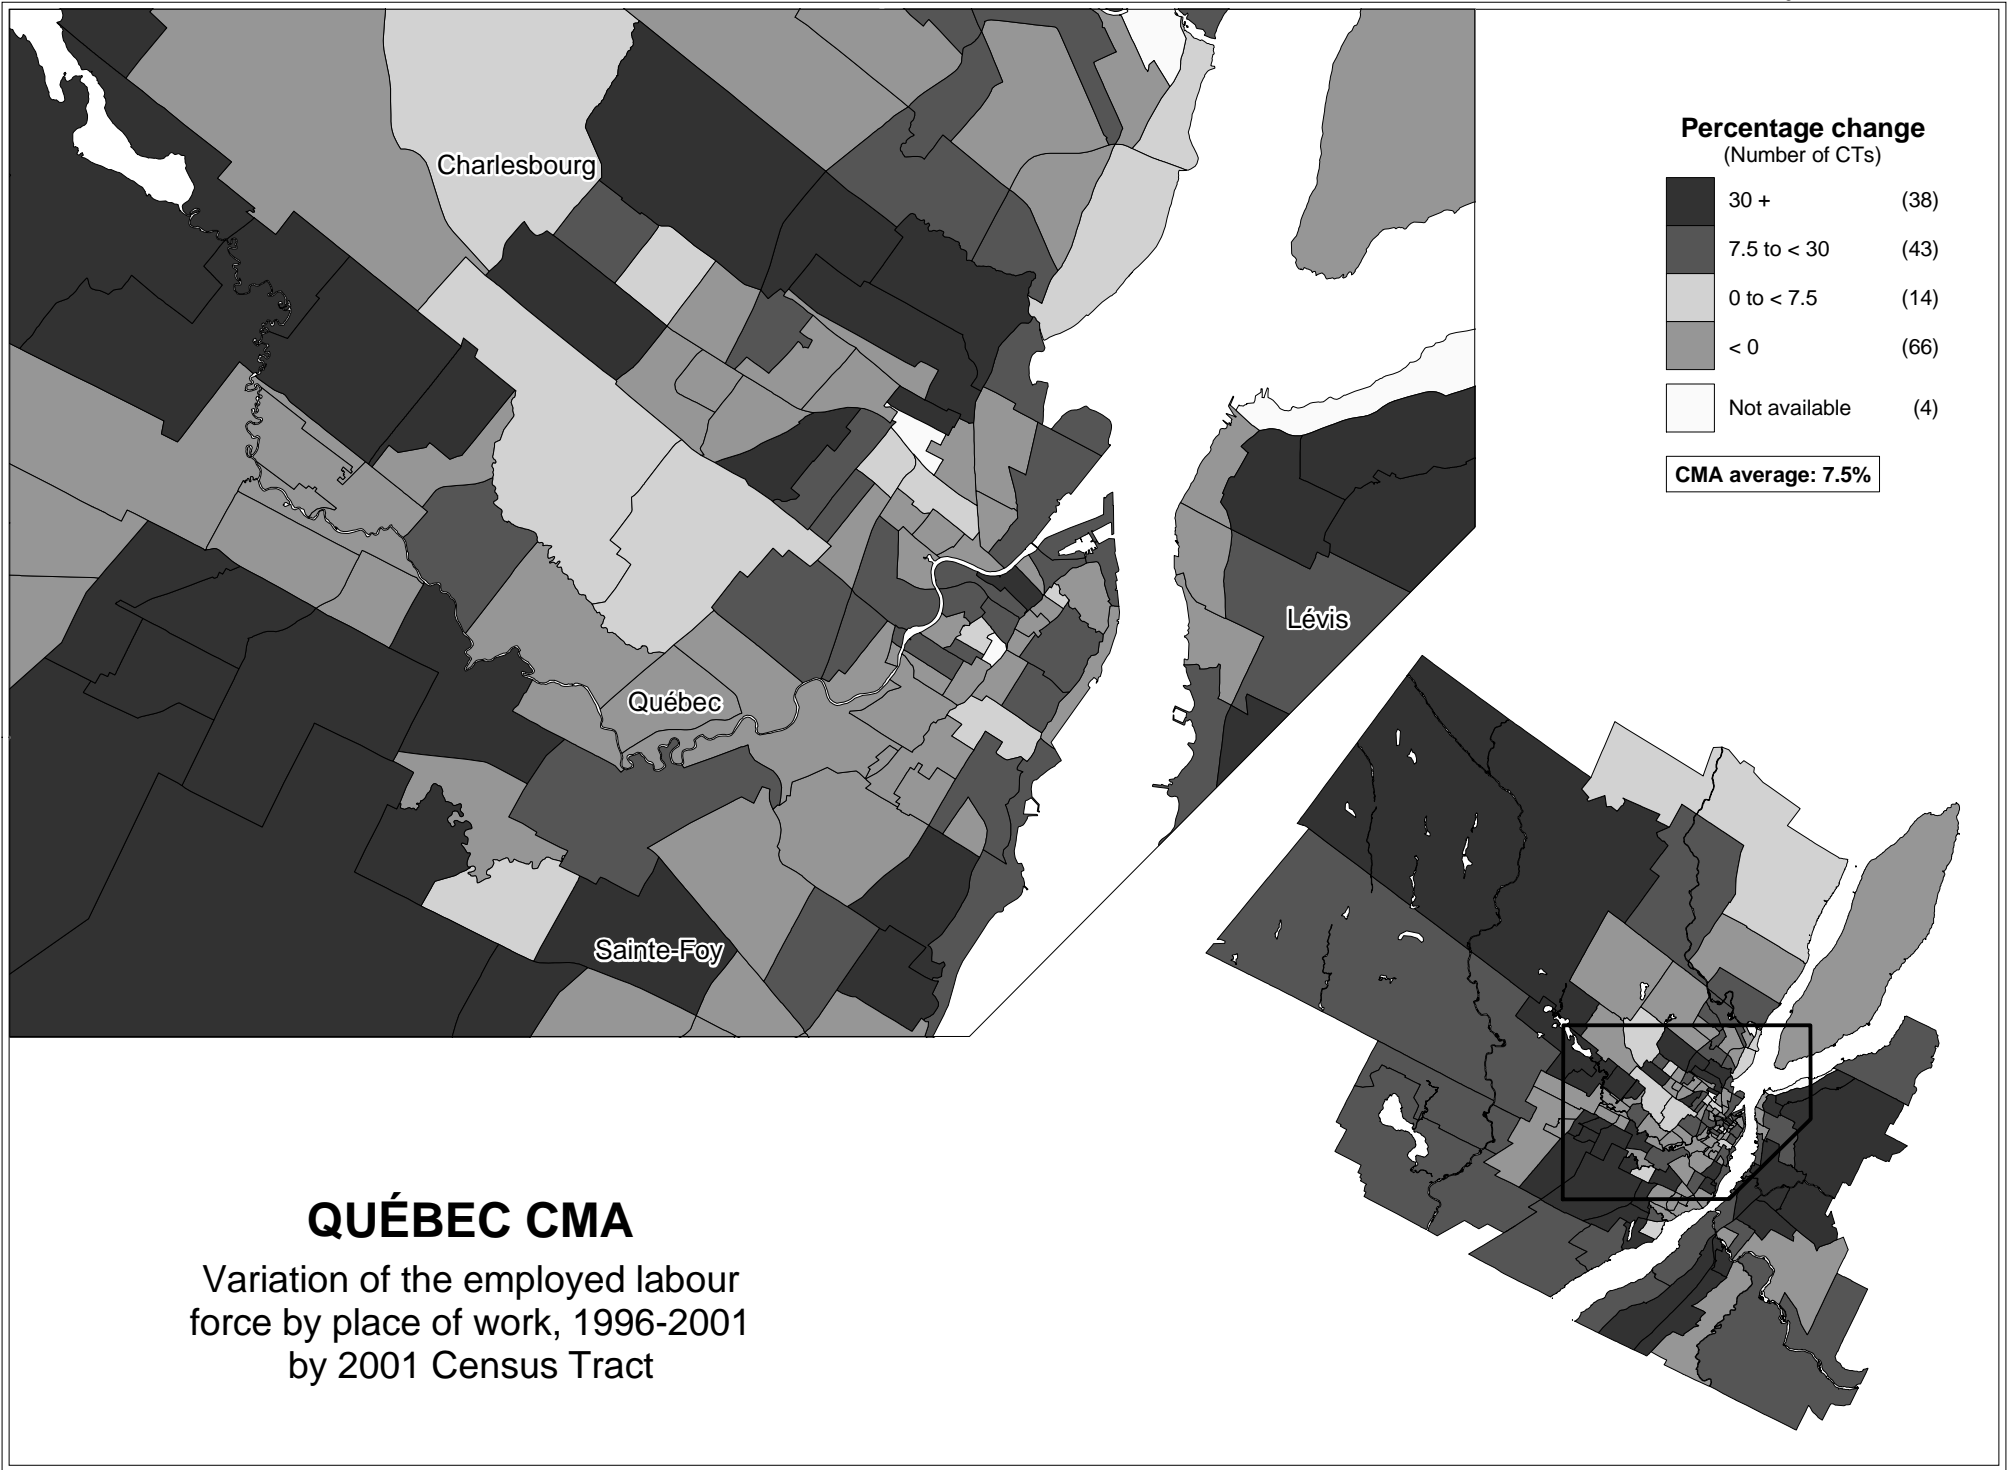 Percentage change
(Number of CTs)
30 + (38)
7.5 to < 30 (43)
0 to < 7.5 (14)
< 0 (66)
Not available (4)
CMA average: 7.5%
Charlesbourg
Lévis
Québec
Sainte-Foy
QUÉBEC CMA
Variation of the employed labour
force by place of work, 1996-2001
by 2001 Census Tract